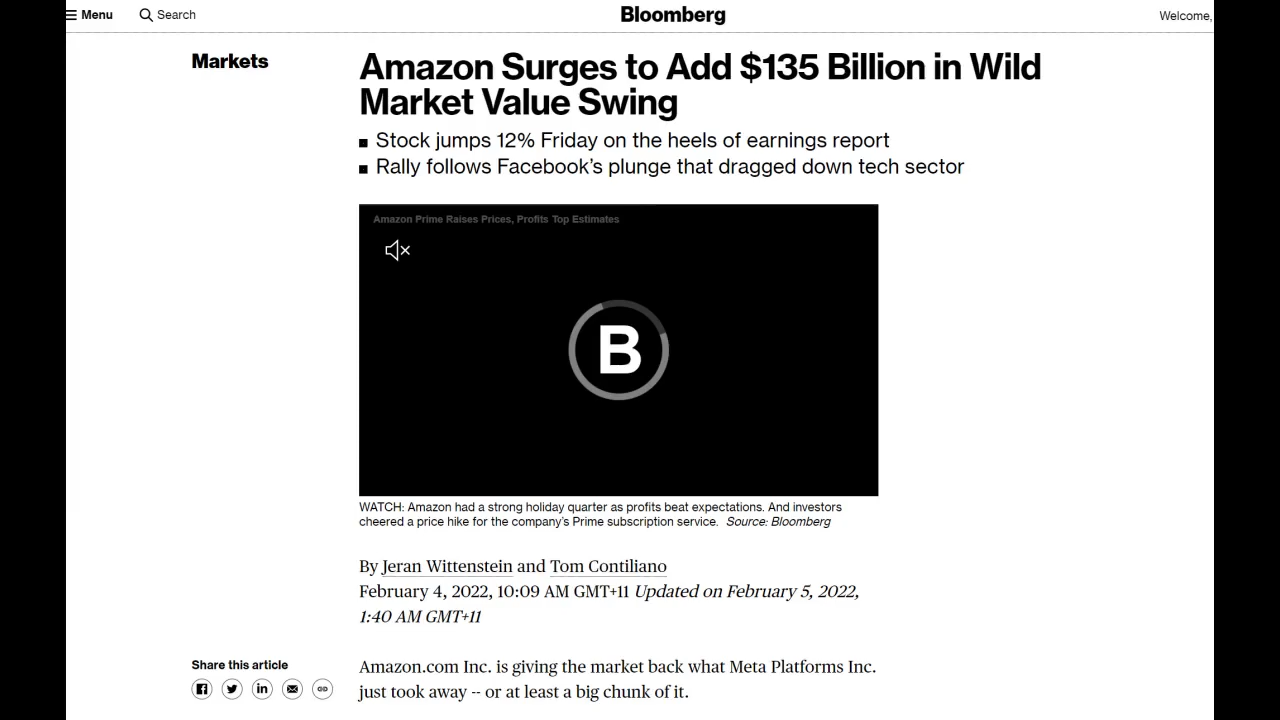 Menu
Search
Bloomberg
Welcome,
Markets
Amazon Surges to Add $135 Billion in Wild
Market Value Swing
Stock jumps 12% Friday on the heels of earnings report
Rally follows Facebook's plunge that dragged down tech sector
Amazon Prime Raises Prices, Profits Top Estimates
B
WATCH: Amazon had a strong holiday quarter as profits beat expectations. And investors
cheered a price hike for the company's Prime subscription service. Source: Bloomberg
By Jeran Wittenstein and Tom Contiliano
February 4, 2022, 10:09 AM GMT+11 Updated on February 5, 2022,
1:40 AM GMT+11
Share this article
Amazon.com Inc. is giving the market back what Meta Platforms Inc.
just took away -- or at least a big chunk of it.